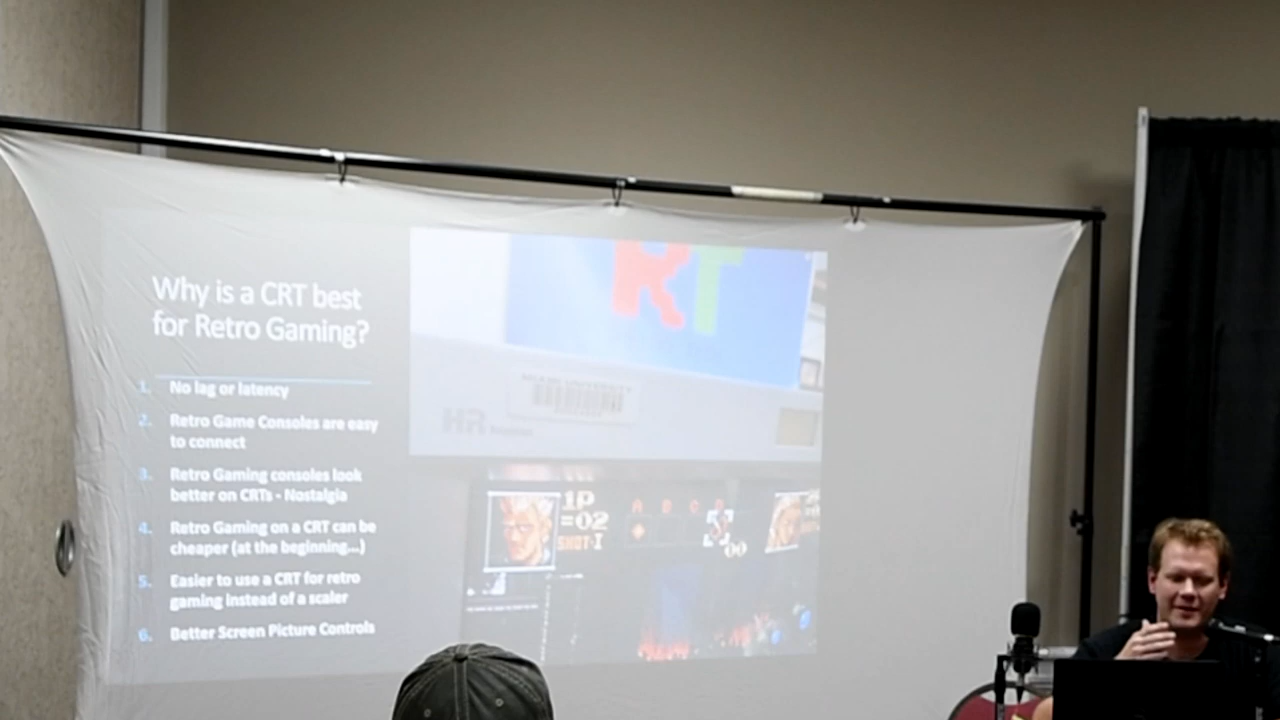 Why is a CRT best
for Retro Gaming?
1. No lag or latency
2. Retro Game Consoles are easy
to connect
3. Retro Gaming consoles look
better on CRTs - Nostalgia
4. Retro Gaming on a CRT can be
cheaper (at the beginning...)
5. Easier to use a CRT for retro
gaming instead of a scaler
6. Better Screen Picture Controls
RT
HR
1P
=02
SHOT-I
00